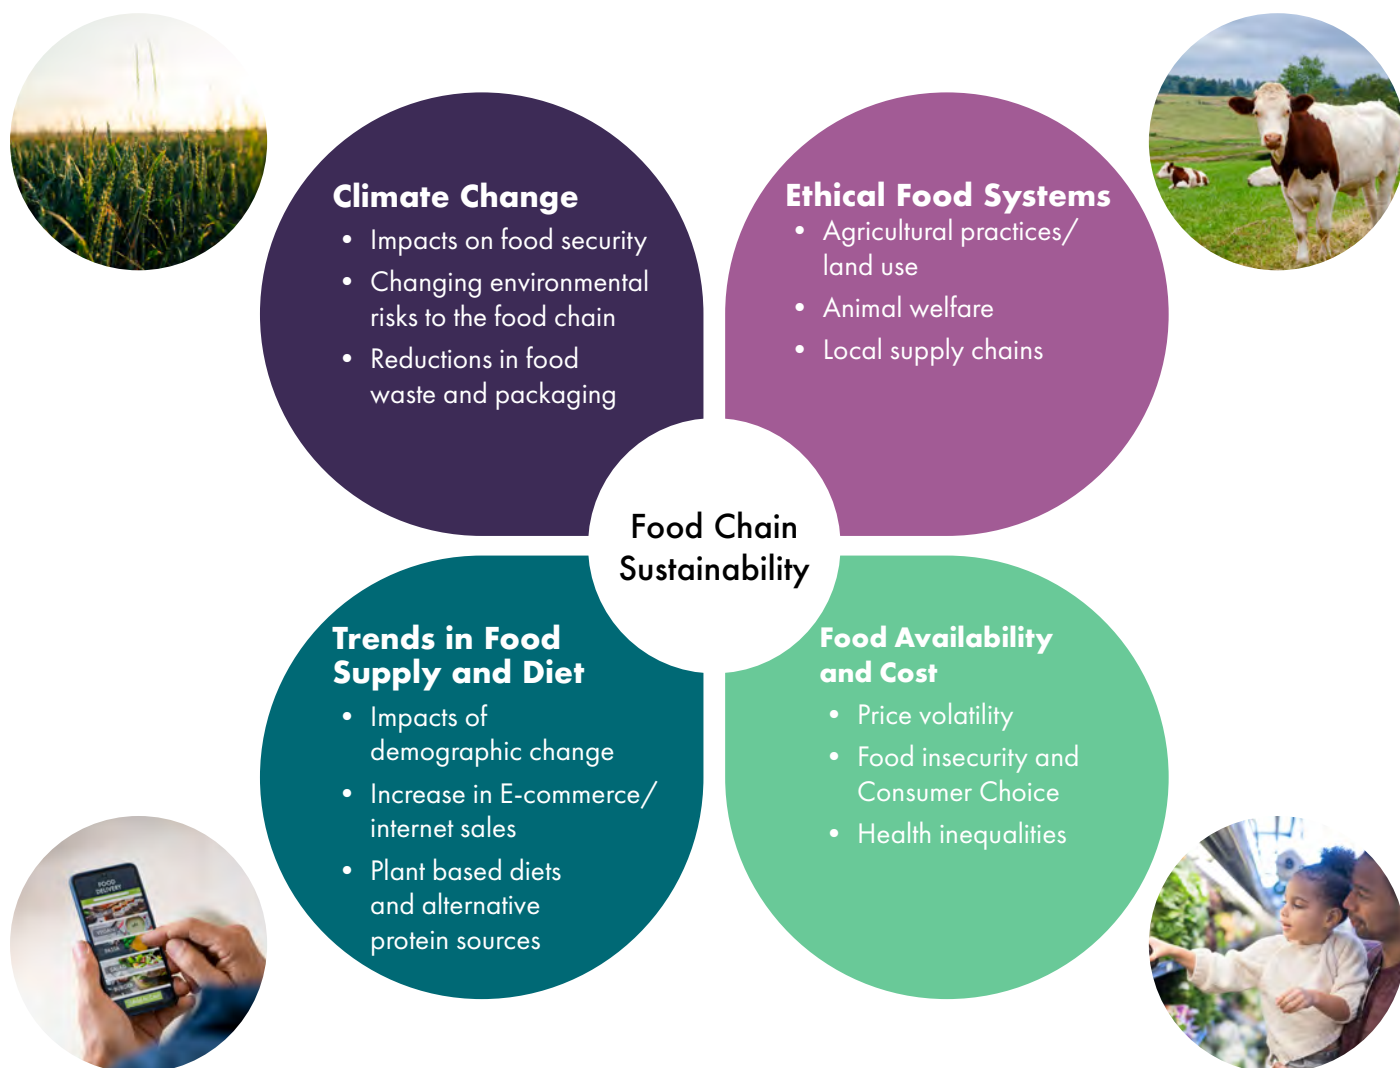 Climate Change
• Impacts on food security
• Changing environmental
risks to the food chain
• Reductions in food
waste and packaging
Ethical Food Systems
• Agricultural practices/
land use
• Animal welfare
• Local supply chains
Food Chain
Sustainability
Trends in Food
Supply and Diet
• Impacts of
demographic change
• Increase in E-commerce/
internet sales
• Plant based diets
and alternative
protein sources
Food Availability
and Cost
• Price volatility
• Food insecurity and
Consumer Choice
• Health inequalities
FOOD
DELIVERY